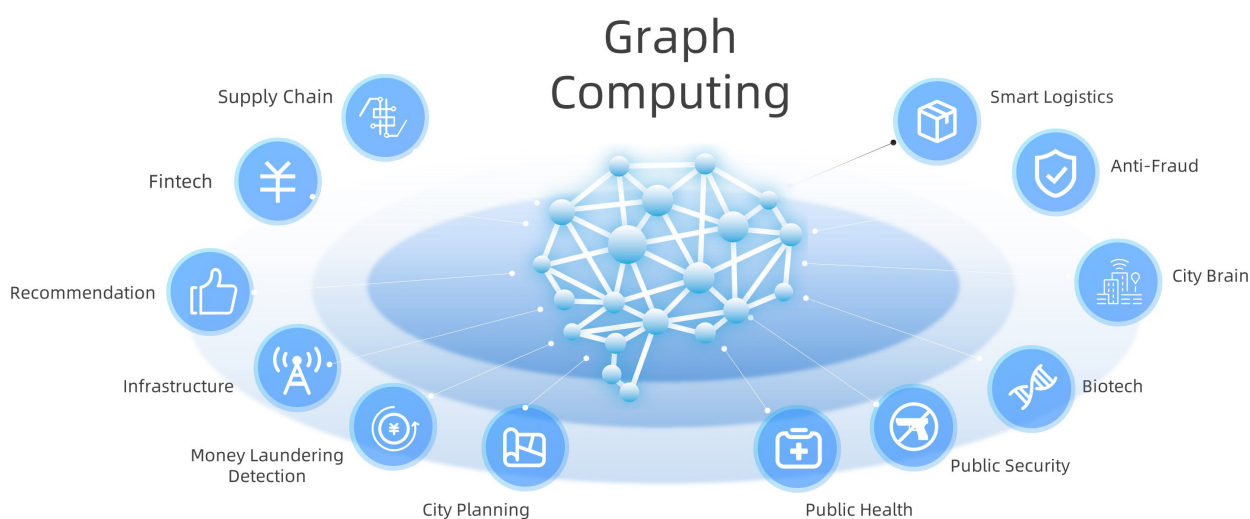 Graph
Computing
Supply Chain
Smart Logistics
Fintech
Anti-Fraud
Recommendation
City Brain
Infrastructure
Biotech
Money Laundering
Detection
Public Security
City Planning
Public Health
¥
¥